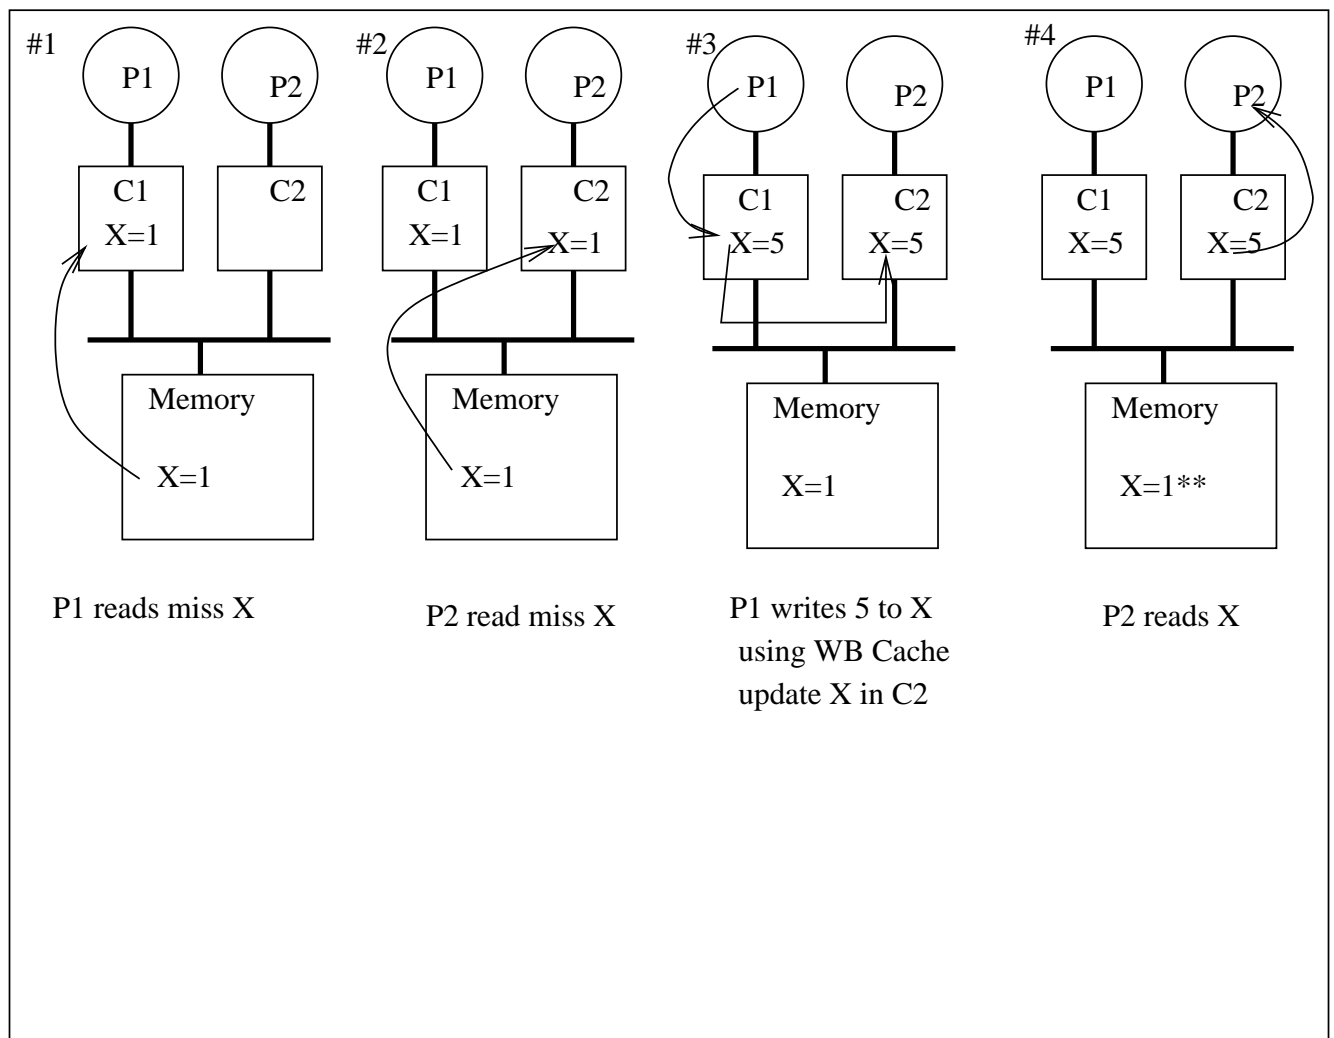 #1
P1
P2
C1
X=1
C2
Memory
X=1
P1 reads miss X
#2
P1
P2
C1
X=1
C2
X=1
Memory
X=1
P2 read miss X
#3
P1
P2
C1
X=5
C2
X=5
Memory
X=1
P1 writes 5 to X
using WB Cache
update X in C2
#4
P1
P2
C1
X=5
C2
X=5
Memory
X=1**
P2 reads X